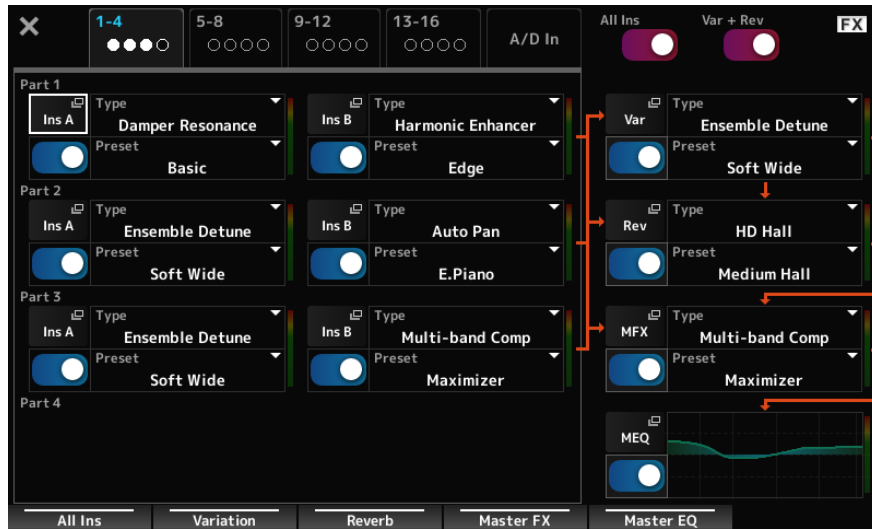 1-4 5-8 9-12 13-16 A/D In All Ins Var + Rev FX
Part 1
Ins A Type Damper Resonance Ins B Type Harmonic Enhancer Var Type Ensemble Detune
Preset Basic Preset Edge Preset Soft Wide
Part 2
Ins A Type Ensemble Detune Ins B Type Auto Pan Rev Type HD Hall
Preset Soft Wide Preset E.Piano Preset Medium Hall
Part 3
Ins A Type Ensemble Detune Ins B Type Multi-band Comp MFX Type Multi-band Comp
Preset Soft Wide Preset Maximizer Preset Maximizer
Part 4
MEQ
All Ins Variation Reverb Master FX Master EQ